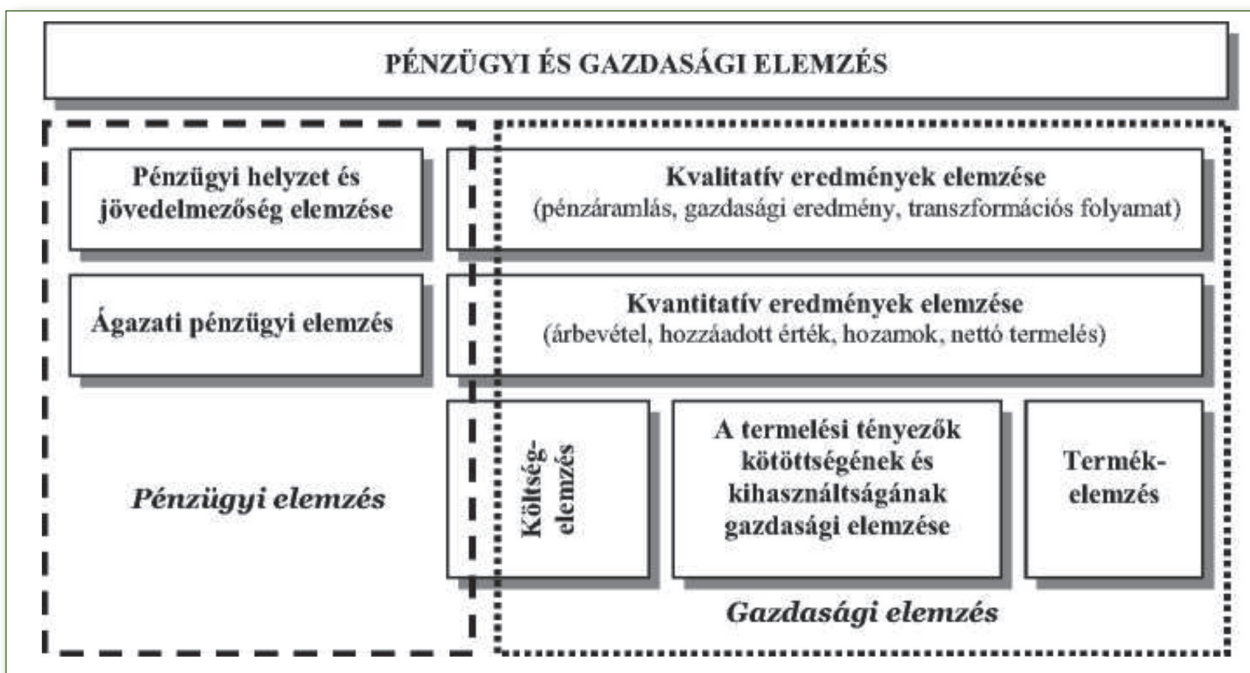 PÉNZÜGYI ÉS GAZDASÁGI ELEMZÉS
Pénzügyi helyzet és
jövedelmezőség elemzése
Kvalitatív eredmények elemzése
(pénzáramlás, gazdasági eredmény, transzformációs folyamat)
Ágazati pénzügyi elemzés
Kvantitatív eredmények elemzése
(árbevétel, hozzáadott érték, hozamok, nettó termelés)
Pénzügyi elemzés
Költség-
elemzés
A termelési tényezők
kötöttségének és
kihasználtságának
gazdasági elemzése
Termék-
elemzés
Gazdasági elemzés